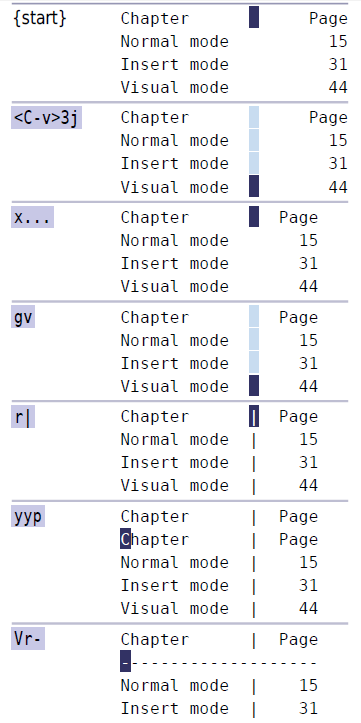 {start} Chapter Page
Normal mode 15
Insert mode 31
Visual mode 44
<C-v>3j Chapter Page
Normal mode 15
Insert mode 31
Visual mode 44
x... Chapter Page
Normal mode 15
Insert mode 31
Visual mode 44
gv Chapter Page
Normal mode 15
Insert mode 31
Visual mode 44
r| Chapter | Page
Normal mode | 15
Insert mode | 31
Visual mode | 44
yyp Chapter | Page
Chapter | Page
Normal mode | 15
Insert mode | 31
Visual mode | 44
Vr- Chapter | Page
--------------------
Normal mode | 15
Insert mode | 31